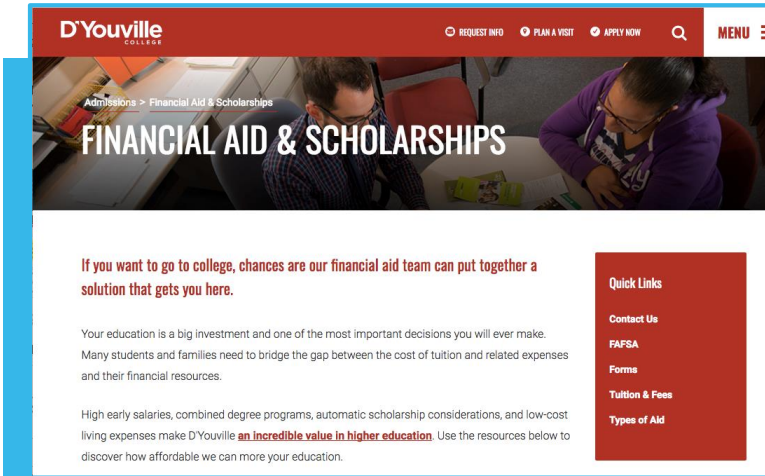 D'Youville
COLLEGE
REQUEST INFO PLAN A VISIT APPLY NOW MENU
Admissions > Financial Aid & Scholarships
FINANCIAL AID & SCHOLARSHIPS
If you want to go to college, chances are our financial aid team can put together a
solution that gets you here.
Your education is a big investment and one of the most important decisions you will ever make.
Many students and families need to bridge the gap between the cost of tuition and related expenses
and their financial resources.
High early salaries, combined degree programs, automatic scholarship considerations, and low-cost
living expenses make D'Youville an incredible value in higher education. Use the resources below to
discover how affordable we can more your education.
Quick Links
Contact Us
FAFSA
Forms
Tuition & Fees
Types of Aid